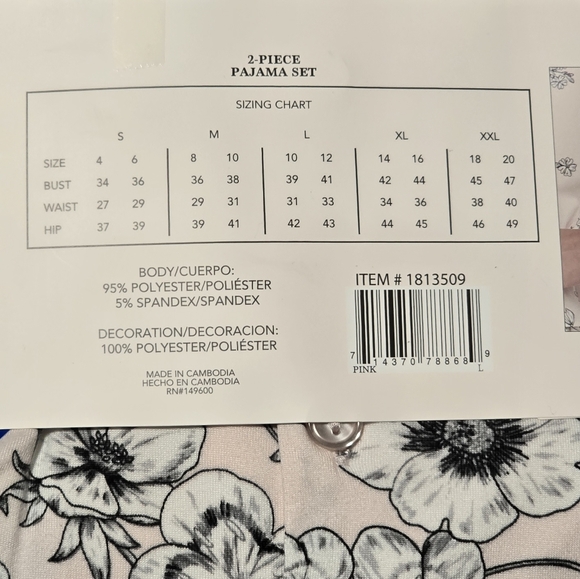 2-PIECE
PAJAMA SET
SIZING CHART
S M L XL XXL
SIZE 4 6 8 10 10 12 14 16 18 20
BUST 34 36 36 38 39 41 42 44 45 47
WAIST 27 29 29 31 31 33 34 36 38 40
HIP 37 39 39 41 42 43 44 45 46 49
BODY/CUERPO:
95% POLYESTER/POLIÉSTER
5% SPANDEX/SPANDEX
DECORATION/DECORACION:
100% POLYESTER/POLIÉSTER
MADE IN CAMBODIA
HECHO EN CAMBODIA
RN#149600
ITEM # 1813509
7 14370 78868 9
PINK L